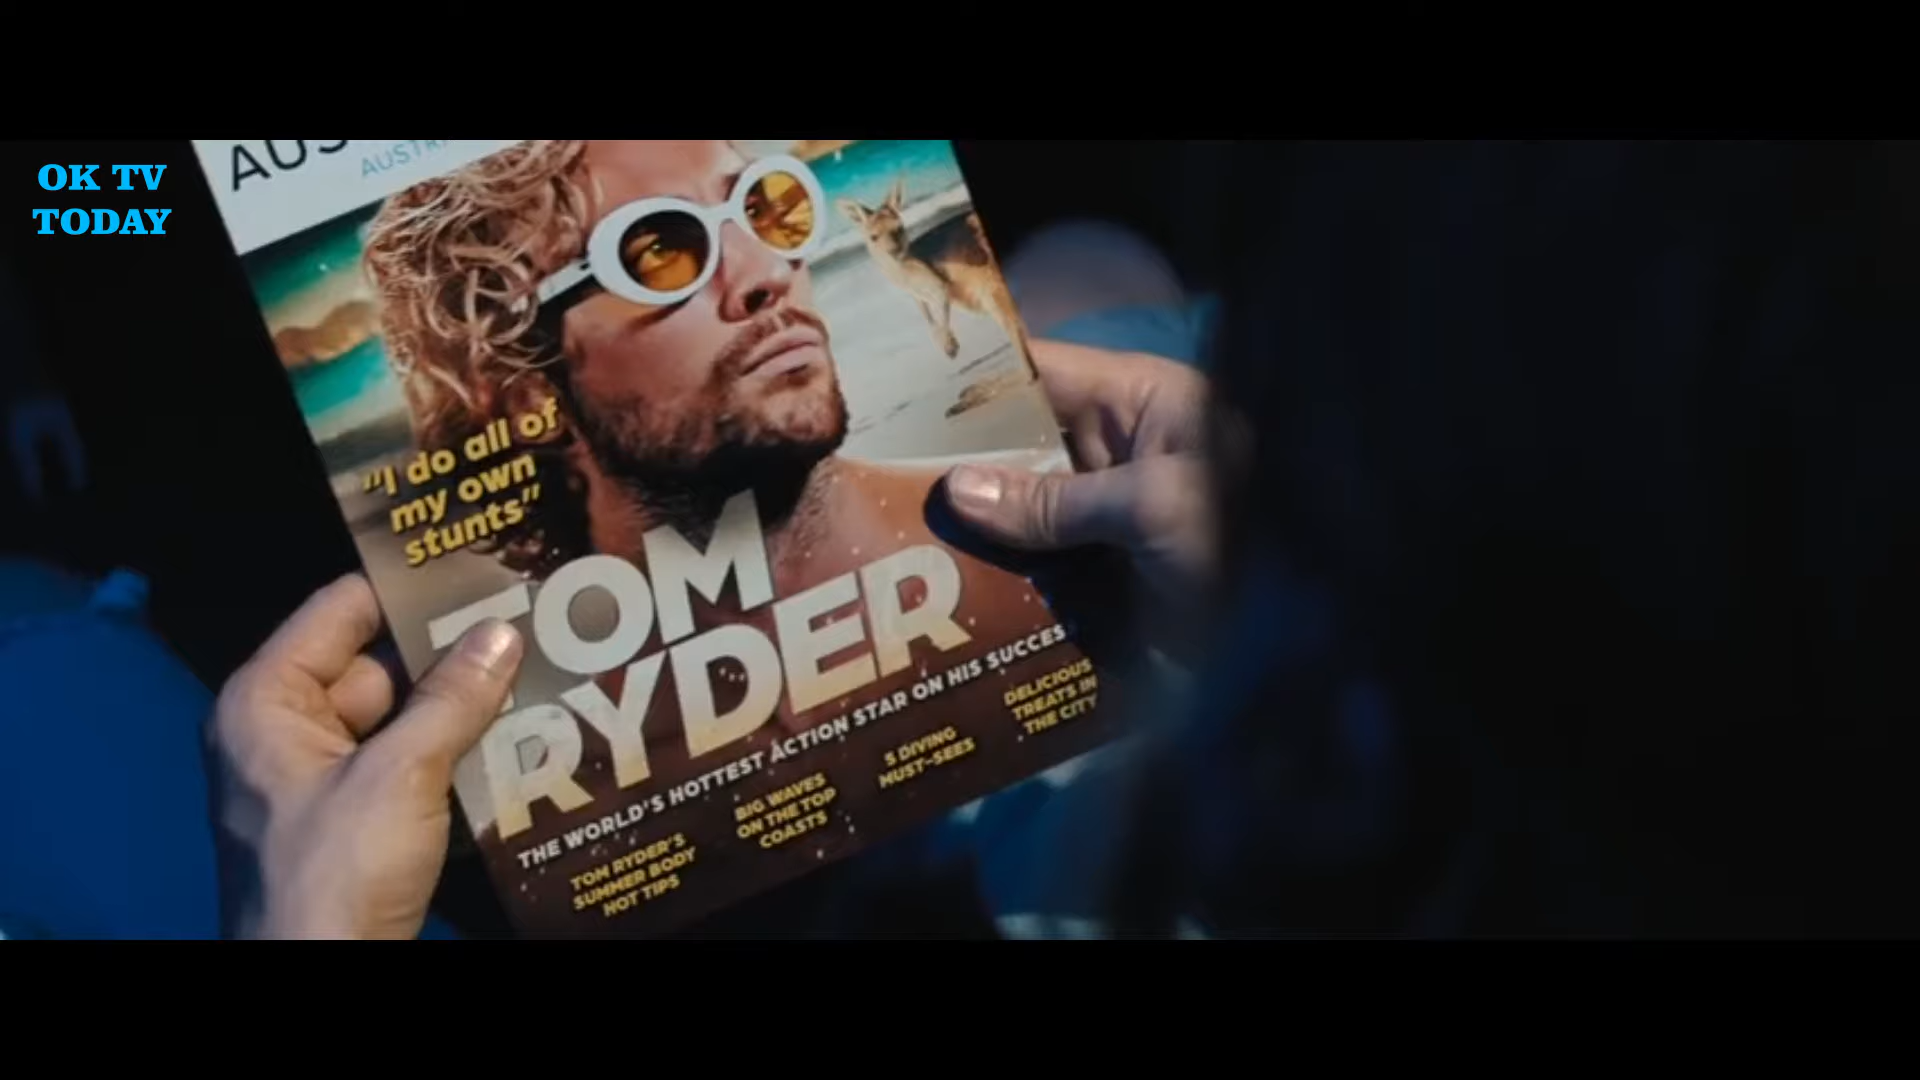 OK TV
TODAY
"I do all of
my own
stunts"
TOM
RYDER
THE WORLD'S HOTTEST ACTION STAR ON HIS SUCCES
TOM RYDER'S
SUMMER BODY
HOT TIPS
BIG WAVES
ON THE TOP
COASTS
5 DIVING
MUST-SEES
DELICIOUS
TREATS IN
THE CITY